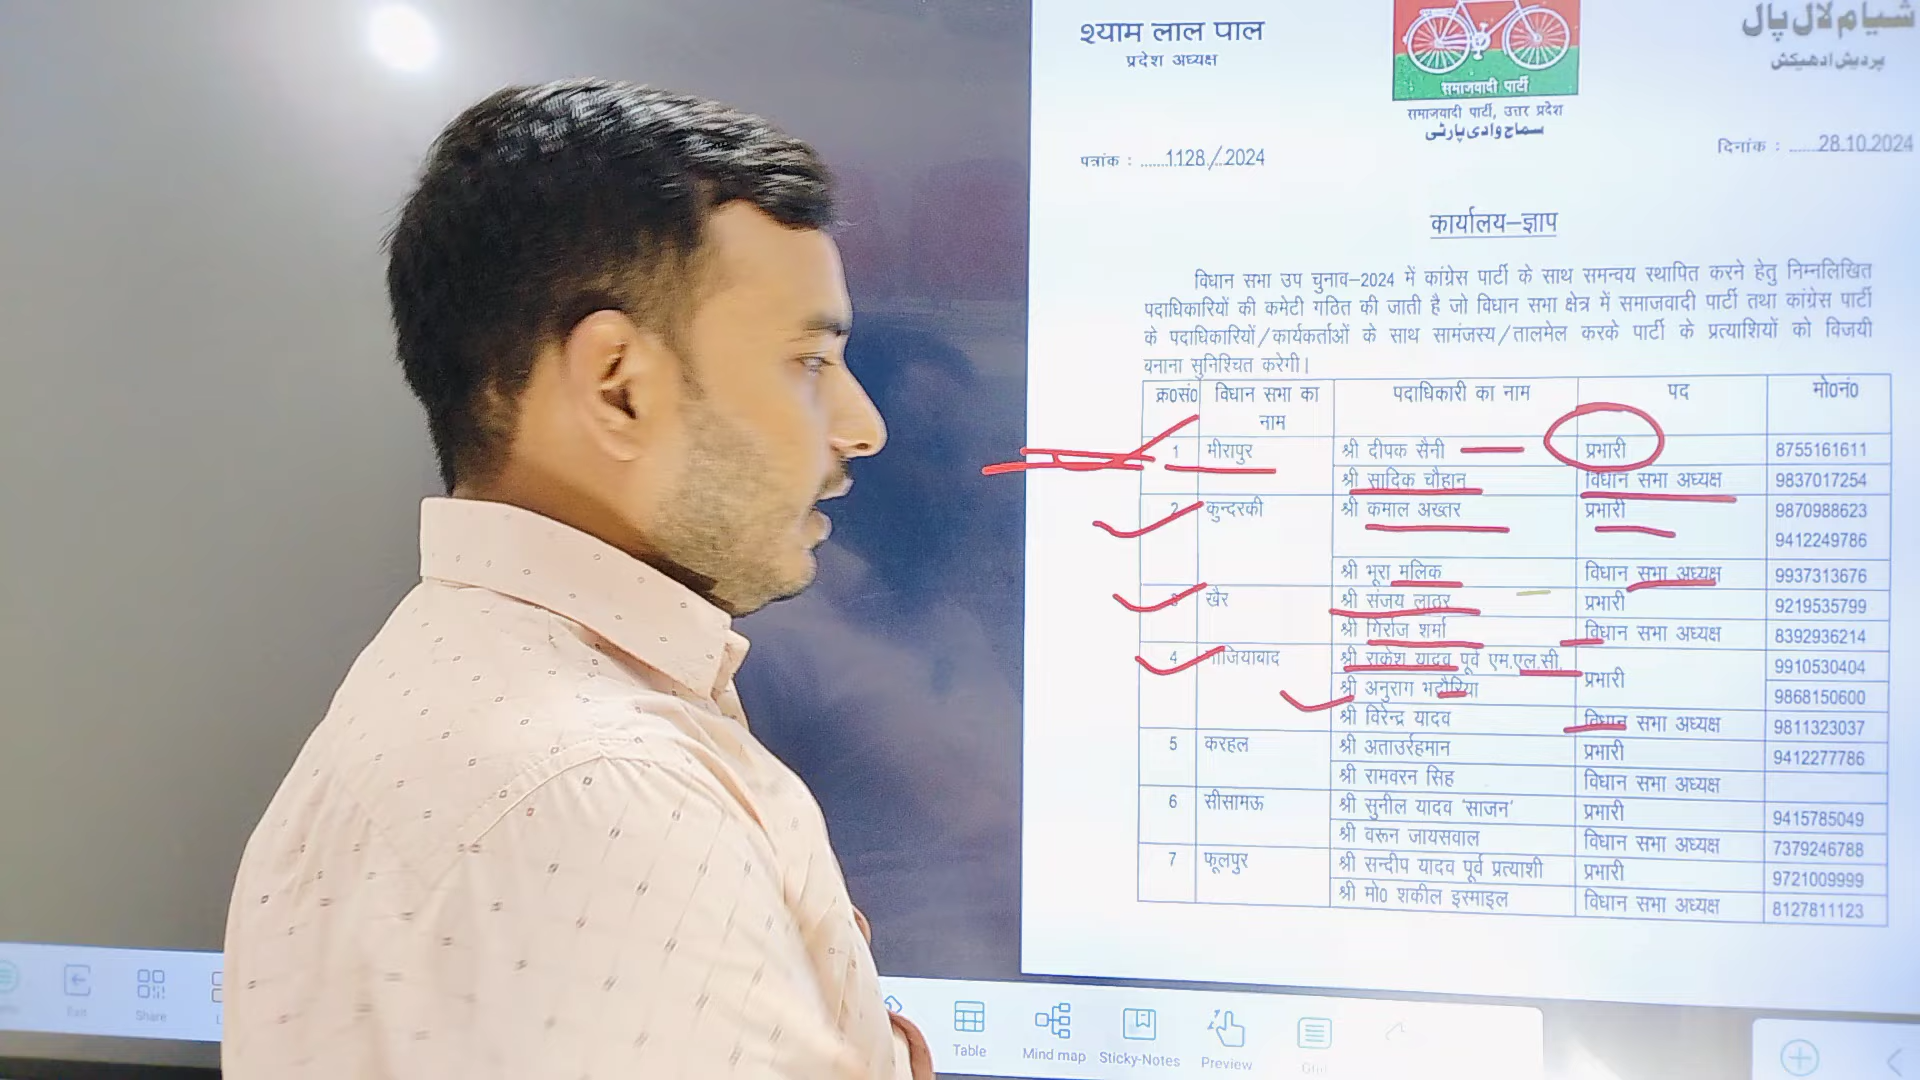 श्याम लाल पाल
प्रदेश अध्यक्ष
شیام لال پال
پردیش ادھیکش
समाजवादी पार्टी
समाजवादी पार्टी, उत्तर प्रदेश
سماج وادی پارٹی
पत्रांक : .......1128./..2024
दिनांक : ......28.10.2024
कार्यालय–ज्ञाप
विधान सभा उप चुनाव–2024 में कांग्रेस पार्टी के साथ समन्वय स्थापित करने हेतु निम्नलिखित
पदाधिकारियों की कमेटी गठित की जाती है जो विधान सभा क्षेत्र में समाजवादी पार्टी तथा कांग्रेस पार्टी
के पदाधिकारियों/कार्यकर्ताओं के साथ सामंजस्य/तालमेल करके पार्टी के प्रत्याशियों को विजयी
बनाना सुनिश्चित करेगी।
क्र0सं0 विधान सभा का नाम पदाधिकारी का नाम पद मो0नं0
1 मीरापुर श्री दीपक सैनी प्रभारी 8755161611
श्री सादिक चौहान विधान सभा अध्यक्ष 9837017254
2 कुन्दरकी श्री कमाल अख्तर प्रभारी 9870988623
9412249786
श्री भूरा मलिक विधान सभा अध्यक्ष 9937313676
3 खैर श्री संजय लाठर प्रभारी 9219535799
श्री गिर्राज शर्मा विधान सभा अध्यक्ष 8392936214
4 गाजियाबाद श्री राकेश यादव पूर्व एम.एल.सी. प्रभारी 9910530404
श्री अनुराग भदौरिया 9868150600
श्री विरेन्द्र यादव विधान सभा अध्यक्ष 9811323037
5 करहल श्री अताउर्रहमान प्रभारी 9412277786
श्री रामवरन सिंह विधान सभा अध्यक्ष
6 सीसामऊ श्री सुनील यादव 'साजन' प्रभारी 9415785049
श्री वरून जायसवाल विधान सभा अध्यक्ष 7379246788
7 फूलपुर श्री सन्दीप यादव पूर्व प्रत्याशी प्रभारी 9721009999
श्री मो0 शकील इस्माइल विधान सभा अध्यक्ष 8127811123
Exit Share Table Mind map Sticky-Notes Preview